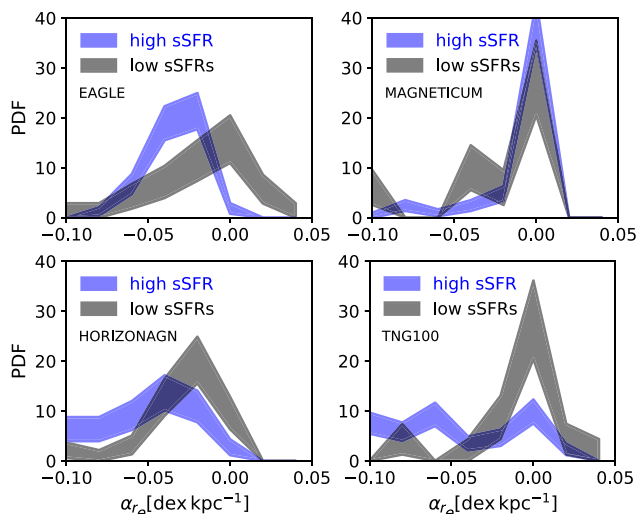 40
30
20
10
0
PDF
high sSFR
low sSFRs
EAGLE
−0.10
−0.05
0.00
0.05
40
30
20
10
0
high sSFR
low sSFRs
MAGNETICUM
−0.10
−0.05
0.00
0.05
40
30
20
10
0
PDF
high sSFR
low sSFRs
HORIZONAGN
−0.10
−0.05
0.00
0.05
α_{r_e}[dex kpc⁻¹]
40
30
20
10
0
high sSFR
low sSFRs
TNG100
−0.10
−0.05
0.00
0.05
α_{r_e}[dex kpc⁻¹]